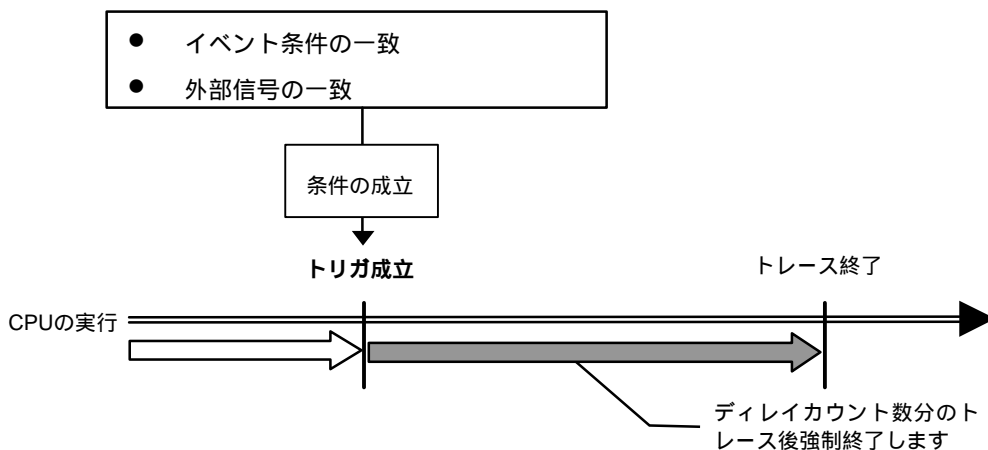 ● イベント条件の一致
● 外部信号の一致
条件の成立
トリガ成立
トレース終了
CPUの実行
ディレイカウント数分のト
レース後強制終了します